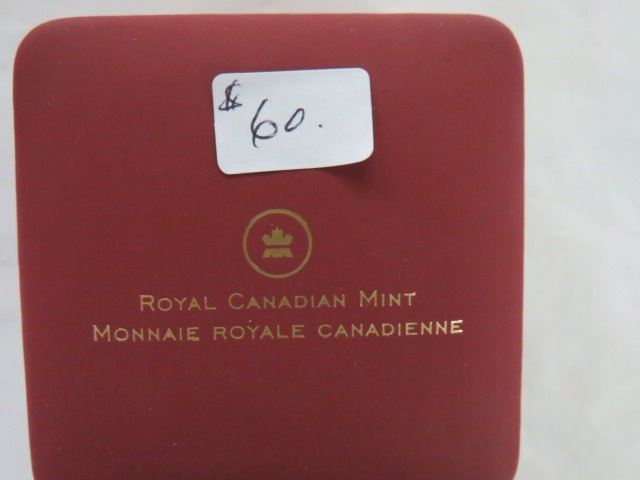 $ 60.
ROYAL CANADIAN MINT
MONNAIE ROYALE CANADIENNE